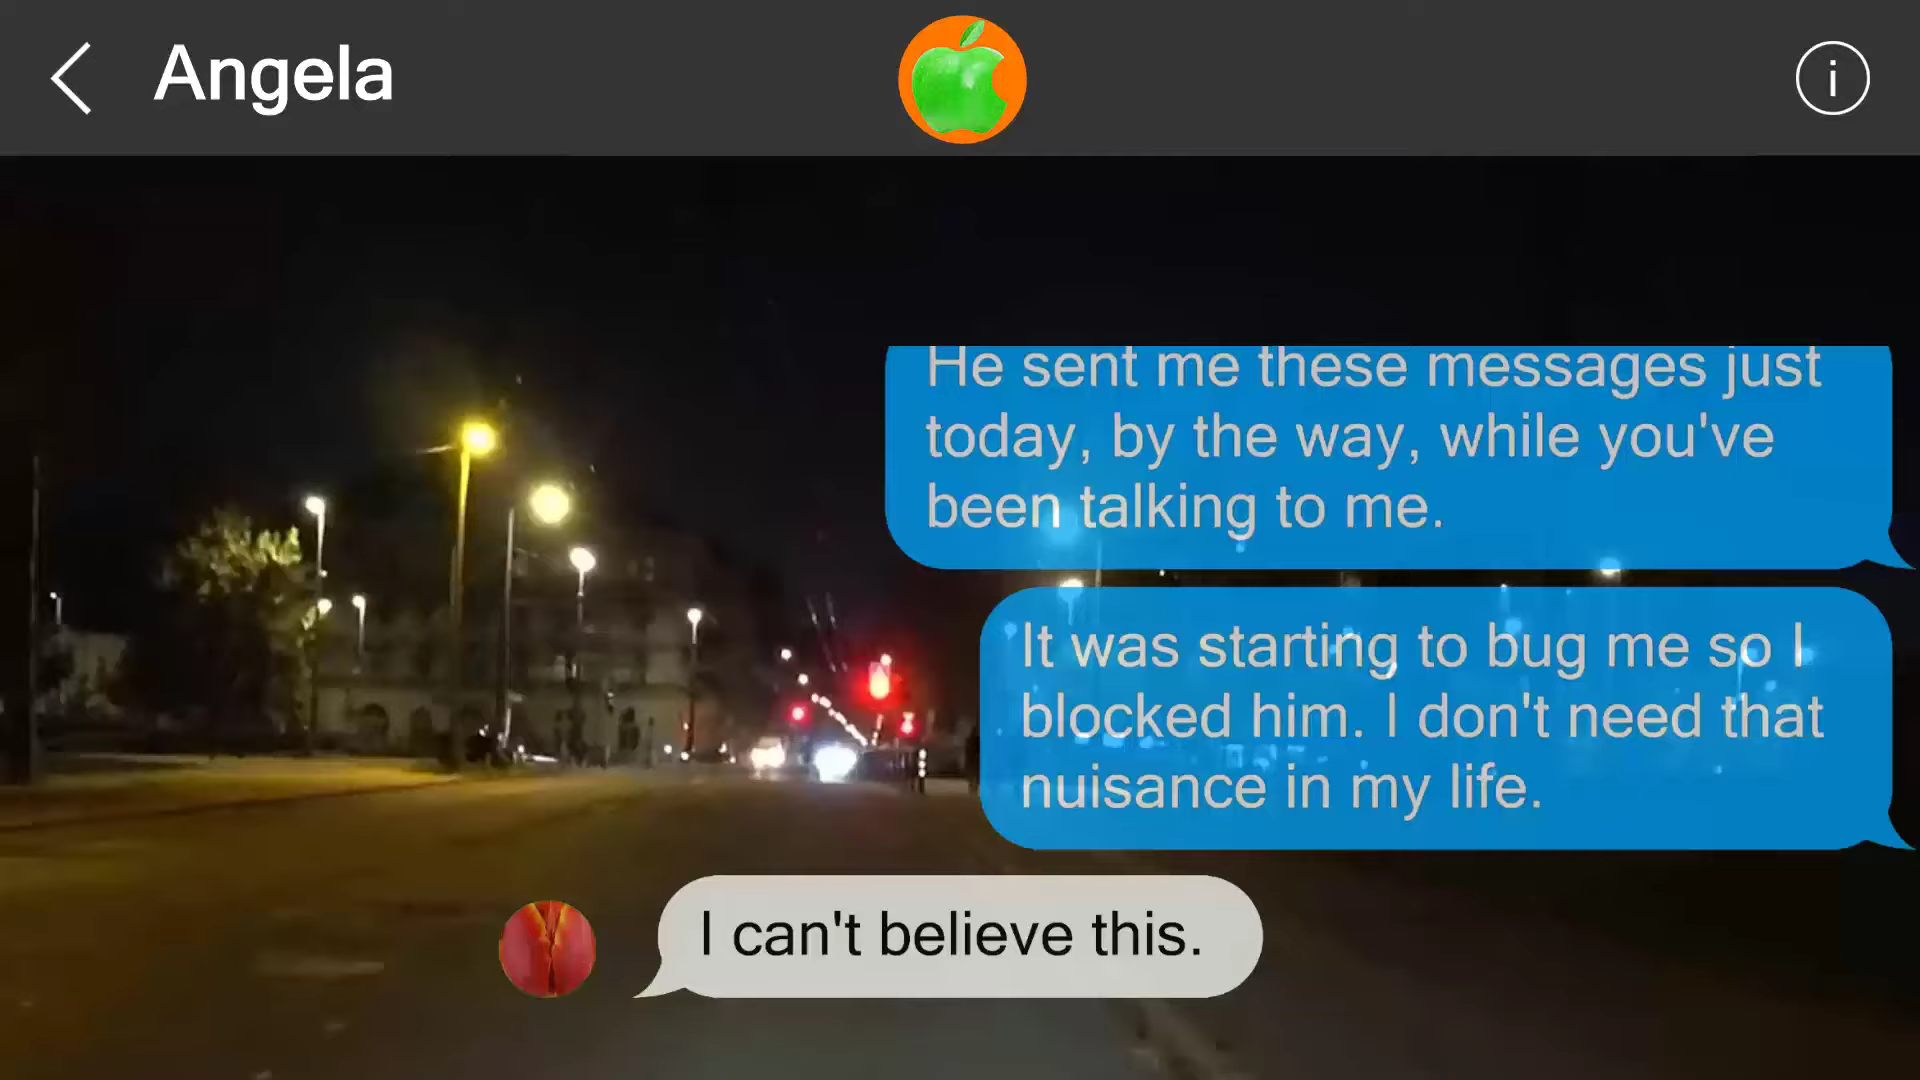 Angela
i
He sent me these messages just
today, by the way, while you've
been talking to me.
It was starting to bug me so I
blocked him. I don't need that
nuisance in my life.
I can't believe this.